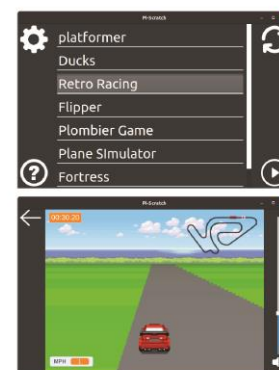 Pi-Scratch
platformer
Ducks
Retro Racing
Flipper
Plombier Game
Plane SImulator
Fortress
?
Pi-Scratch
00:30.20
MPH